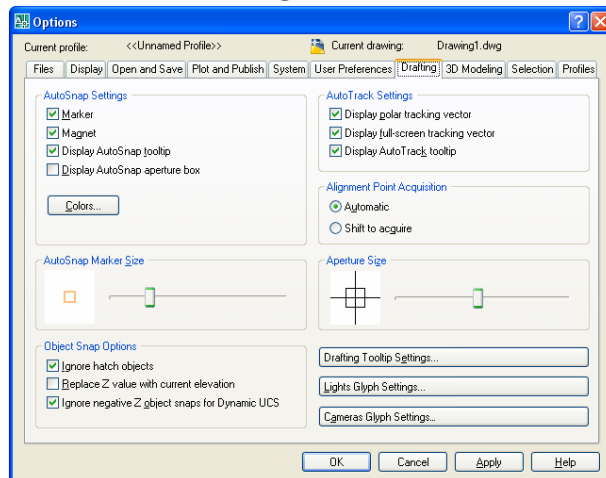 Options
Current profile: <<Unnamed Profile>> Current drawing: Drawing1.dwg
Files Display Open and Save Plot and Publish System User Preferences Drafting 3D Modeling Selection Profiles
AutoSnap Settings
Marker
Magnet
Display AutoSnap tooltip
Display AutoSnap aperture box
Colors...
AutoTrack Settings
Display polar tracking vector
Display full-screen tracking vector
Display AutoTrack tooltip
Alignment Point Acquisition
Automatic
Shift to acquire
AutoSnap Marker Size
Aperture Size
Object Snap Options
Ignore hatch objects
Replace Z value with current elevation
Ignore negative Z object snaps for Dynamic UCS
Drafting Tooltip Settings...
Lights Glyph Settings...
Cameras Glyph Settings...
OK Cancel Apply Help